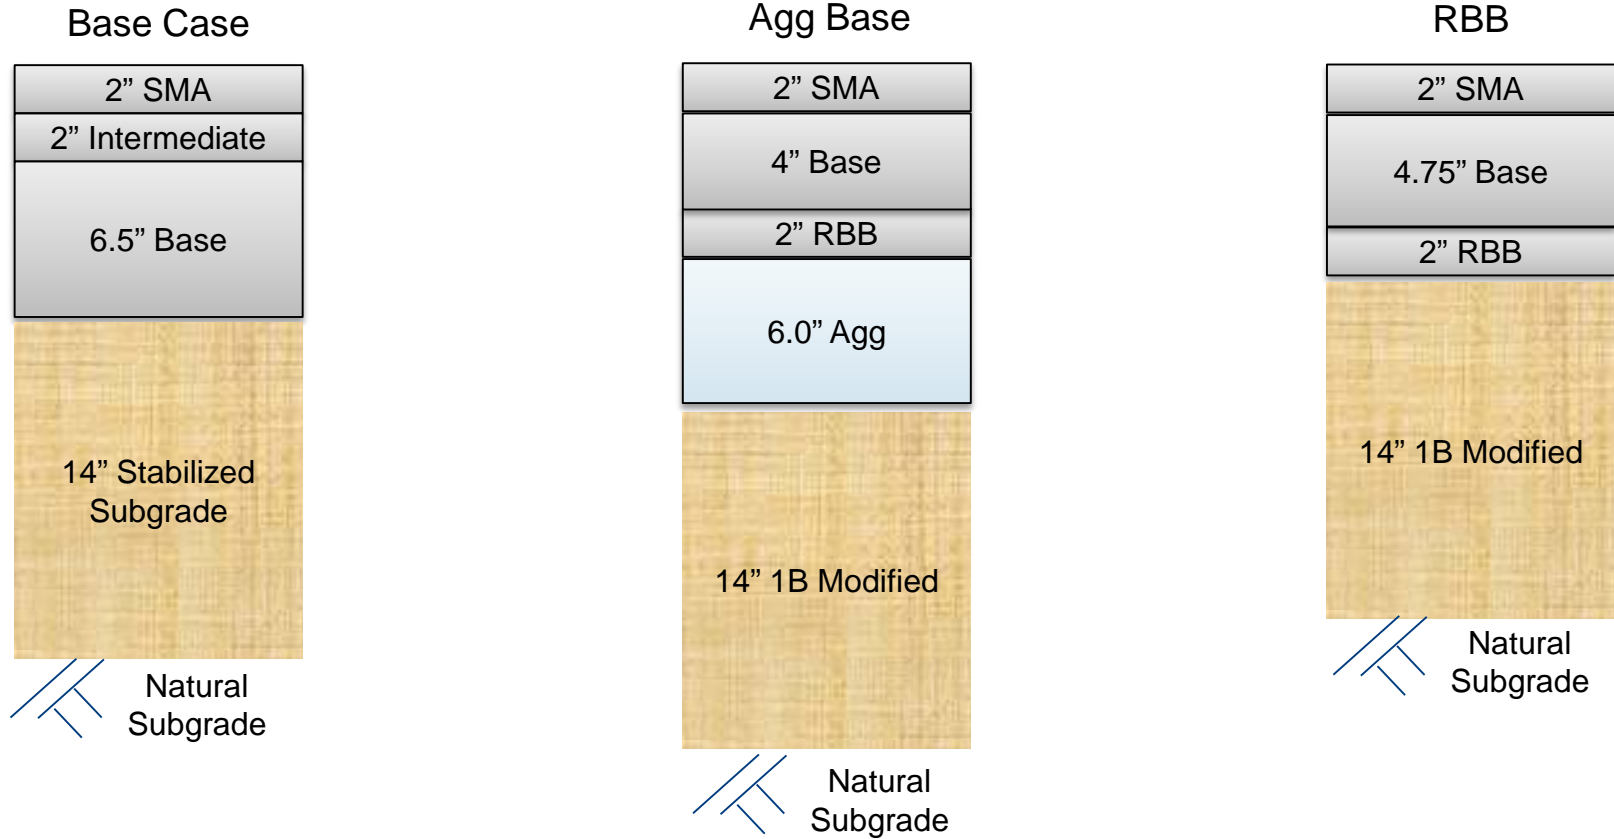 Base Case
2” SMA
2” Intermediate
6.5” Base
14” Stabilized
Subgrade
Natural
Subgrade
Agg Base
2” SMA
4” Base
2” RBB
6.0” Agg
14” 1B Modified
Natural
Subgrade
RBB
2” SMA
4.75” Base
2” RBB
14” 1B Modified
Natural
Subgrade